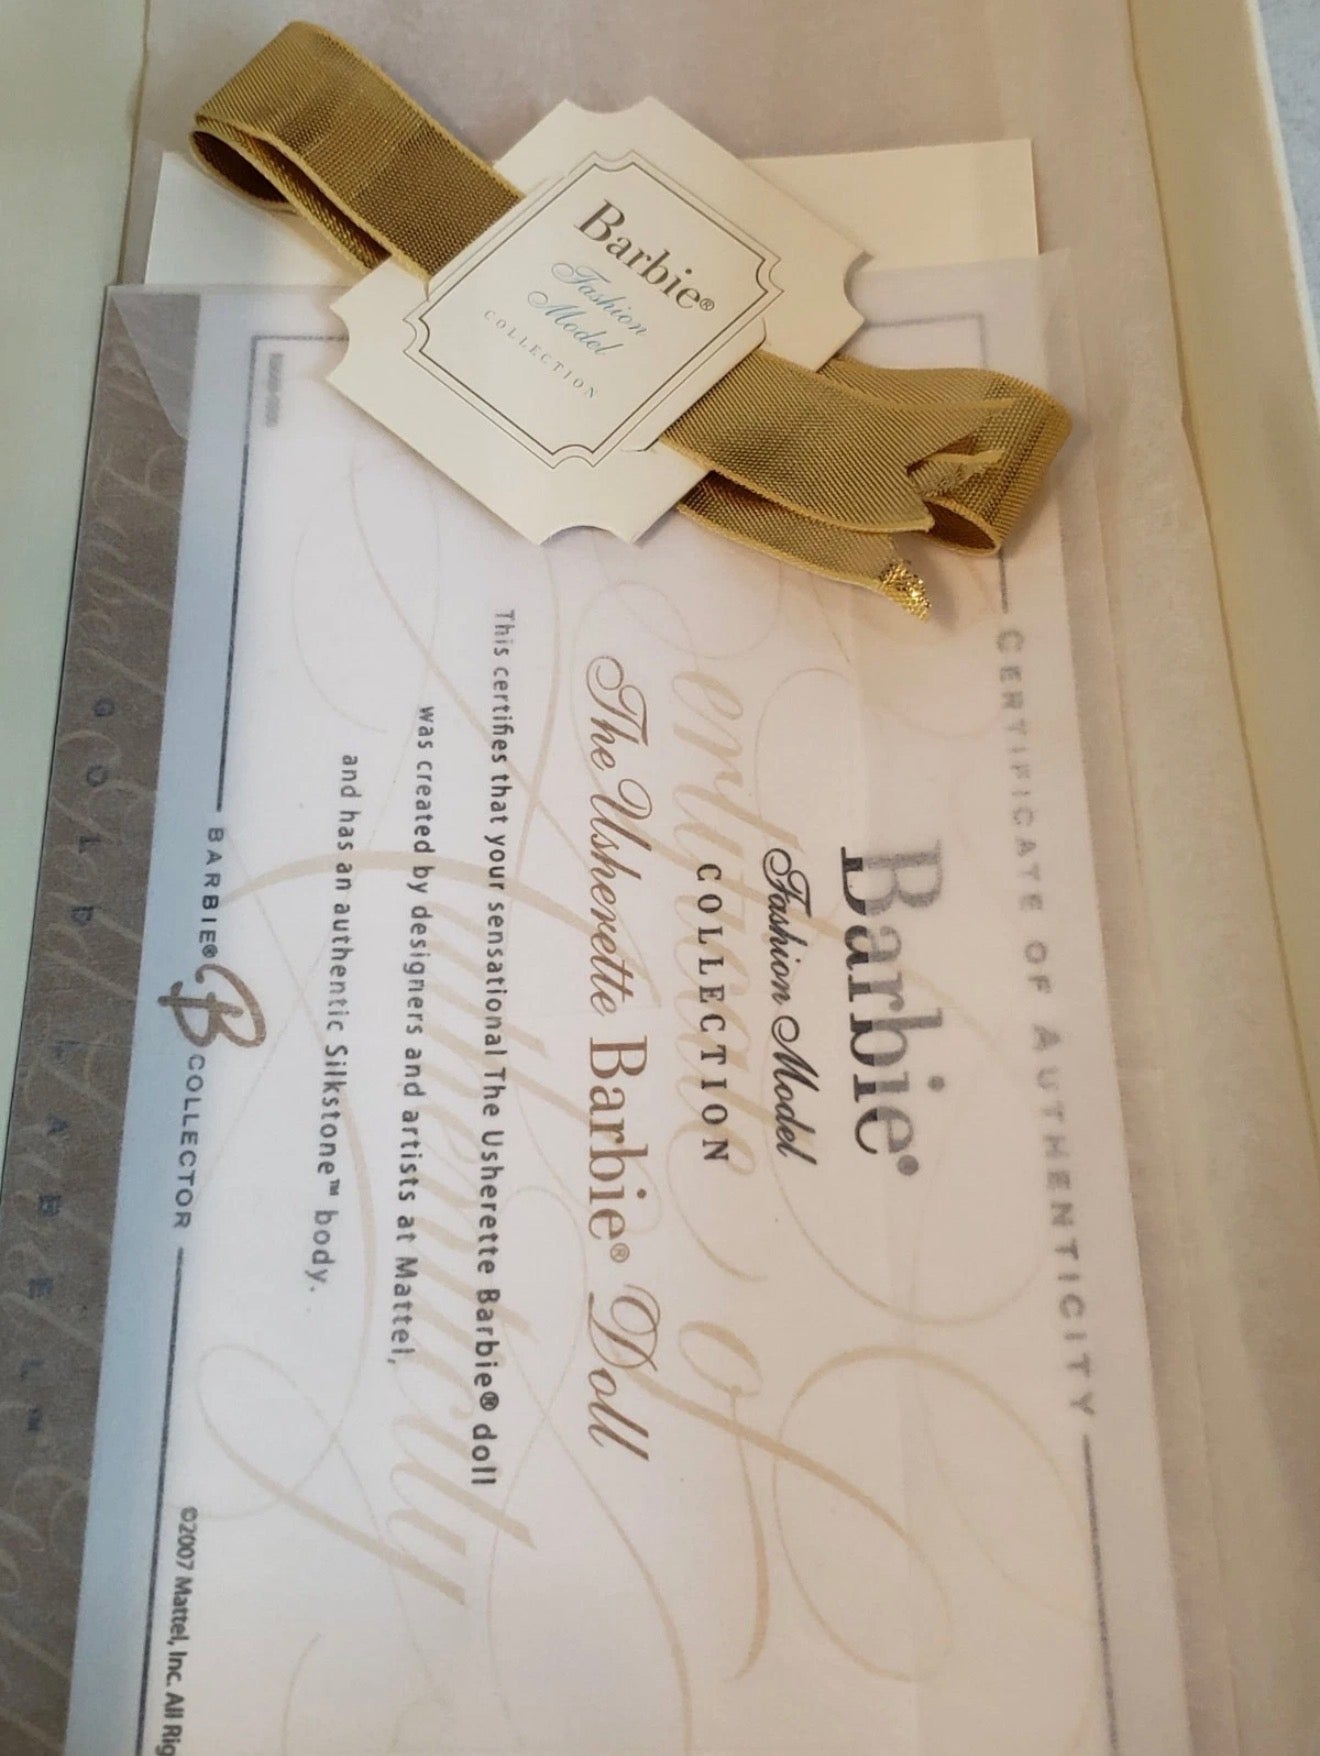 Barbie®
Fashion
Model
COLLECTION
CERTIFICATE OF AUTHENTICITY
Barbie®
Fashion Model
COLLECTION
The Usherette Barbie® Doll
This certifies that your sensational The Usherette Barbie® doll
was created by designers and artists at Mattel,
and has an authentic Silkstone™ body.
BARBIE® B COLLECTOR
©2007 Mattel, Inc. All Rig
GOLD LABEL™